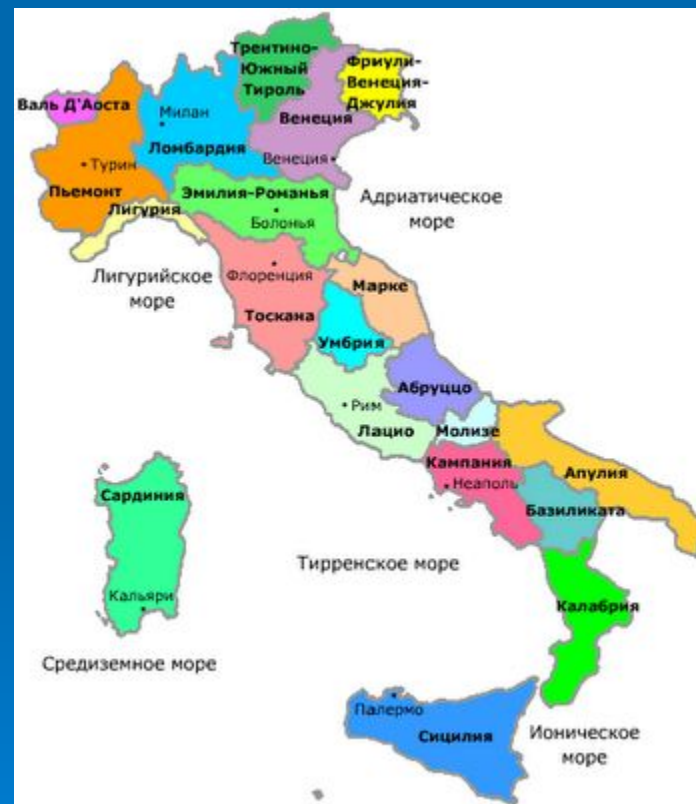 Трентино-
Южный
Тироль
Фриули-
Венеция-
Джулия
Валь Д'Аоста
Милан
Венеция
Ломбардия
Венеция
Турин
Пьемонт
Эмилия-Романья
Лигурия
Болонья
Адриатическое
море
Лигурийское
море
Флоренция
Марке
Тоскана
Умбрия
Абруццо
Рим
Лацио
Молизе
Кампания
Неаполь
Апулия
Базиликата
Сардиния
Тирренское море
Кальяри
Калабрия
Средиземное море
Палермо
Сицилия
Ионическое
море